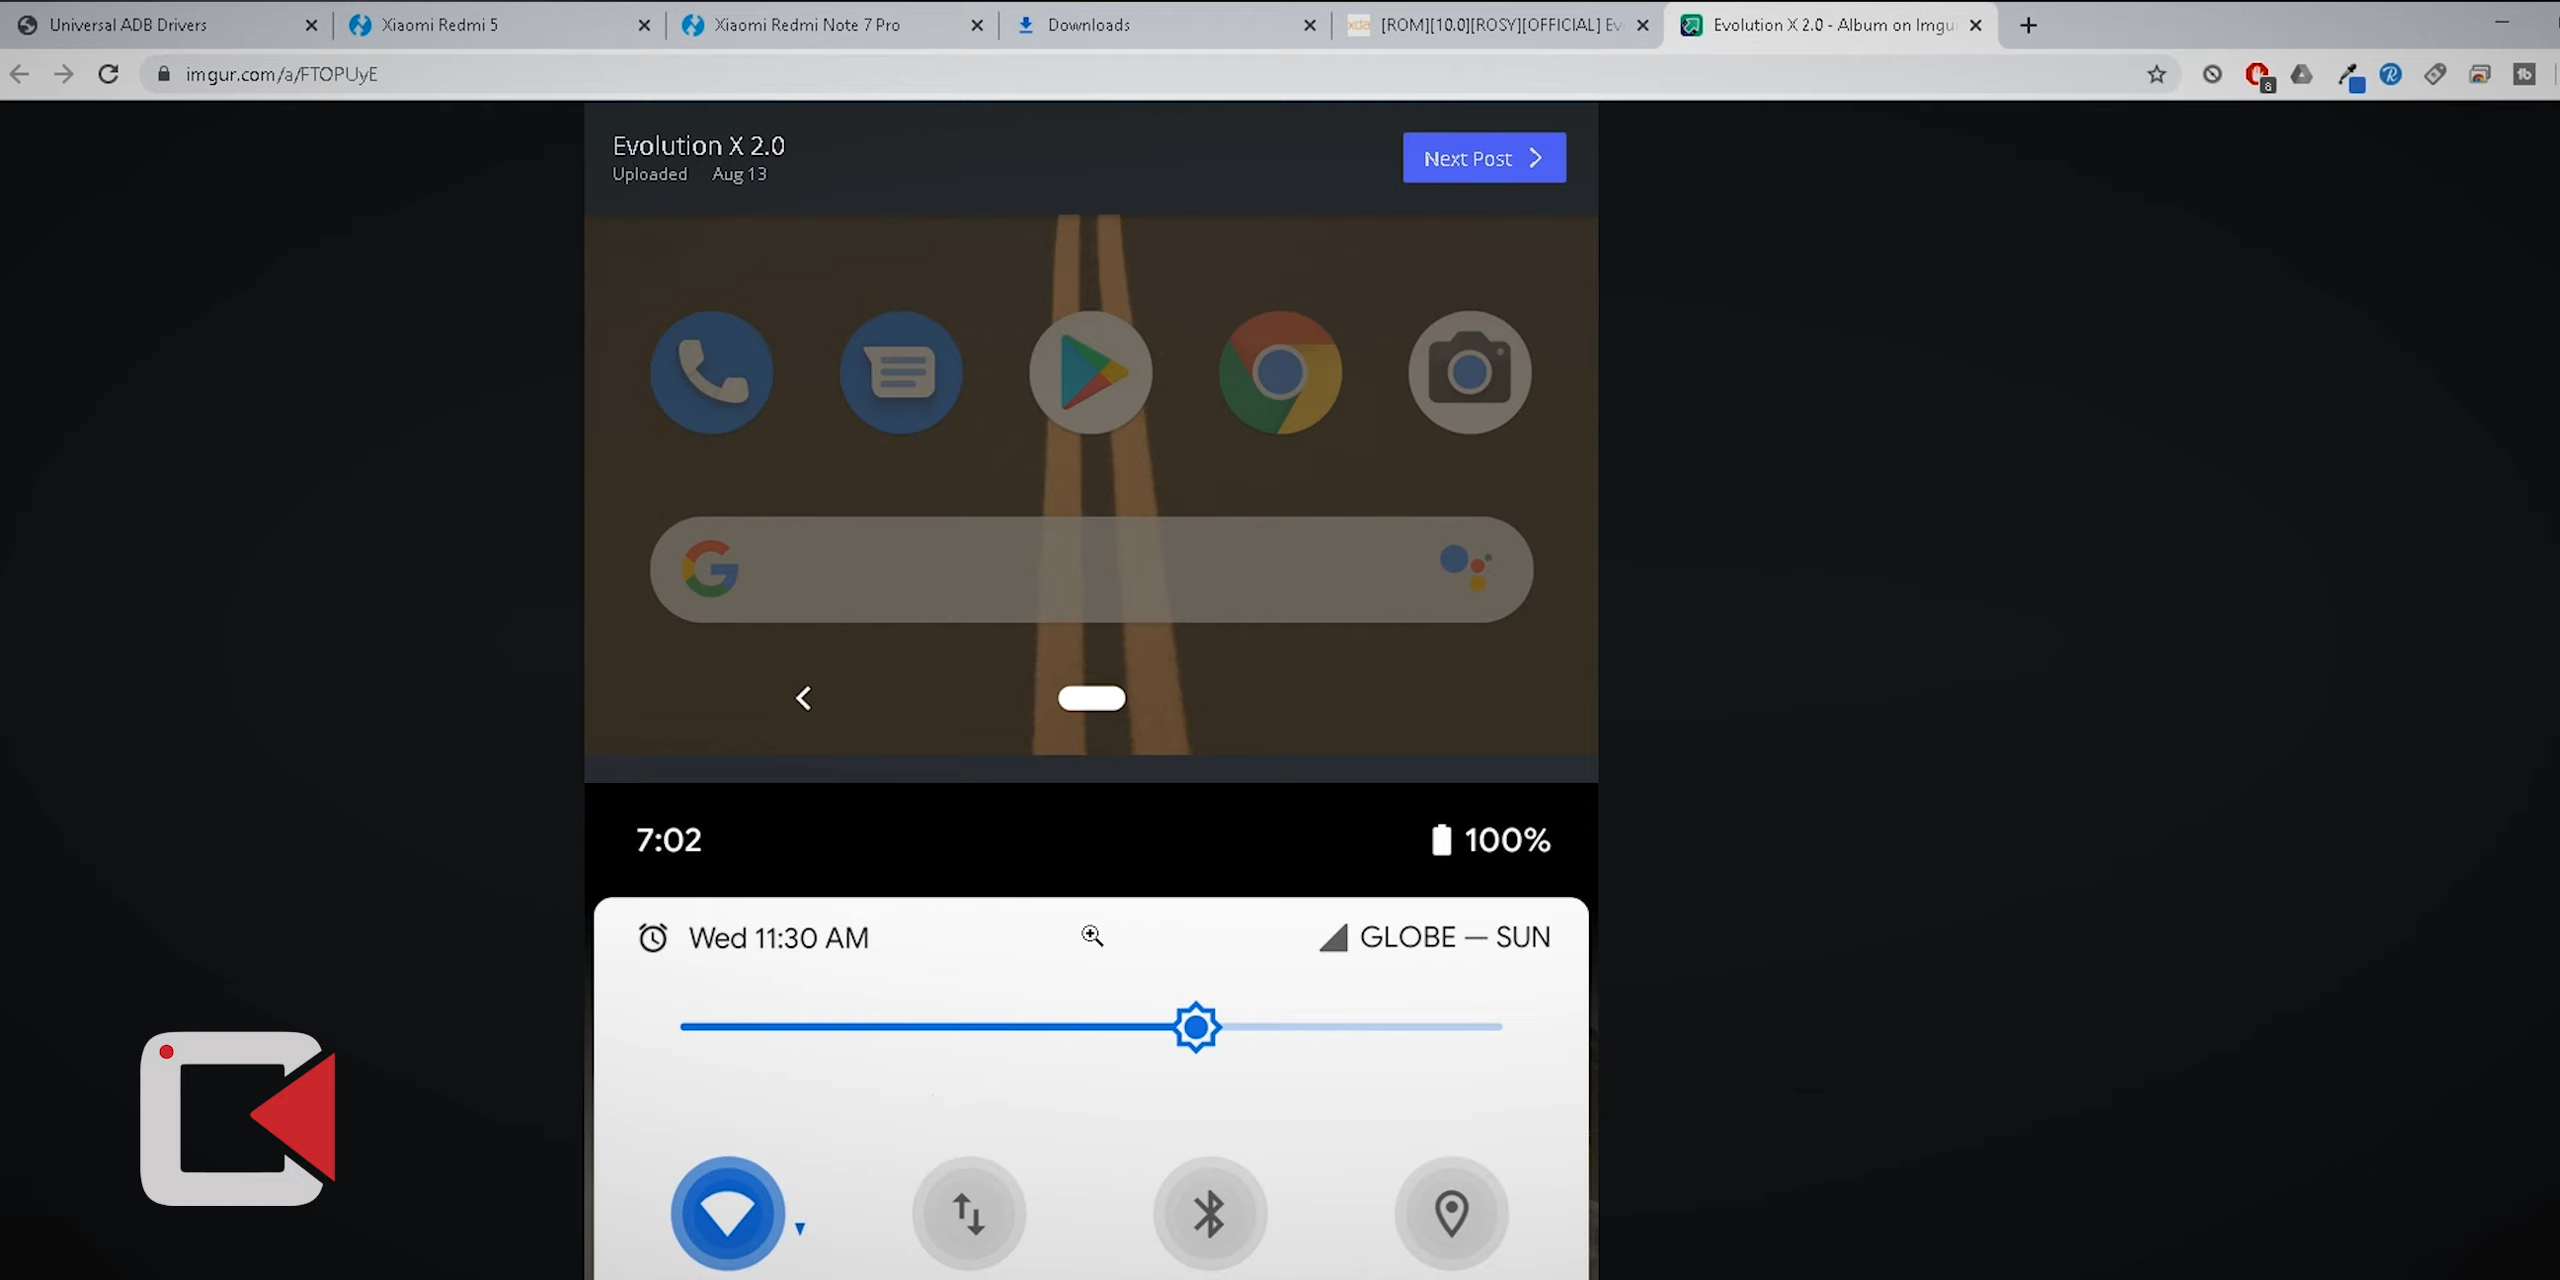 Universal ADB Drivers
Xiaomi Redmi 5
Xiaomi Redmi Note 7 Pro
Downloads
[ROM][10.0][ROSY][OFFICIAL] Ev
Evolution X 2.0 - Album on Imgu
imgur.com/a/FTOPUyE
8
Evolution X 2.0
Uploaded Aug 13
Next Post
7:02
100%
Wed 11:30 AM
GLOBE — SUN